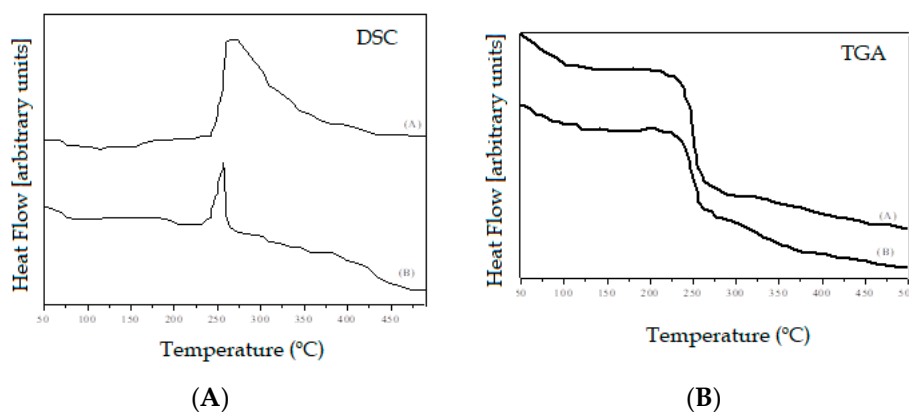 DSC
Heat Flow [arbitrary units]
(A)
(B)
50 100 150 200 250 300 350 400 450
Temperature (°C)
(A)
TGA
Heat Flow [arbitrary units]
(A)
(B)
50 100 150 200 250 300 350 400 450 500
Temperature (°C)
(B)